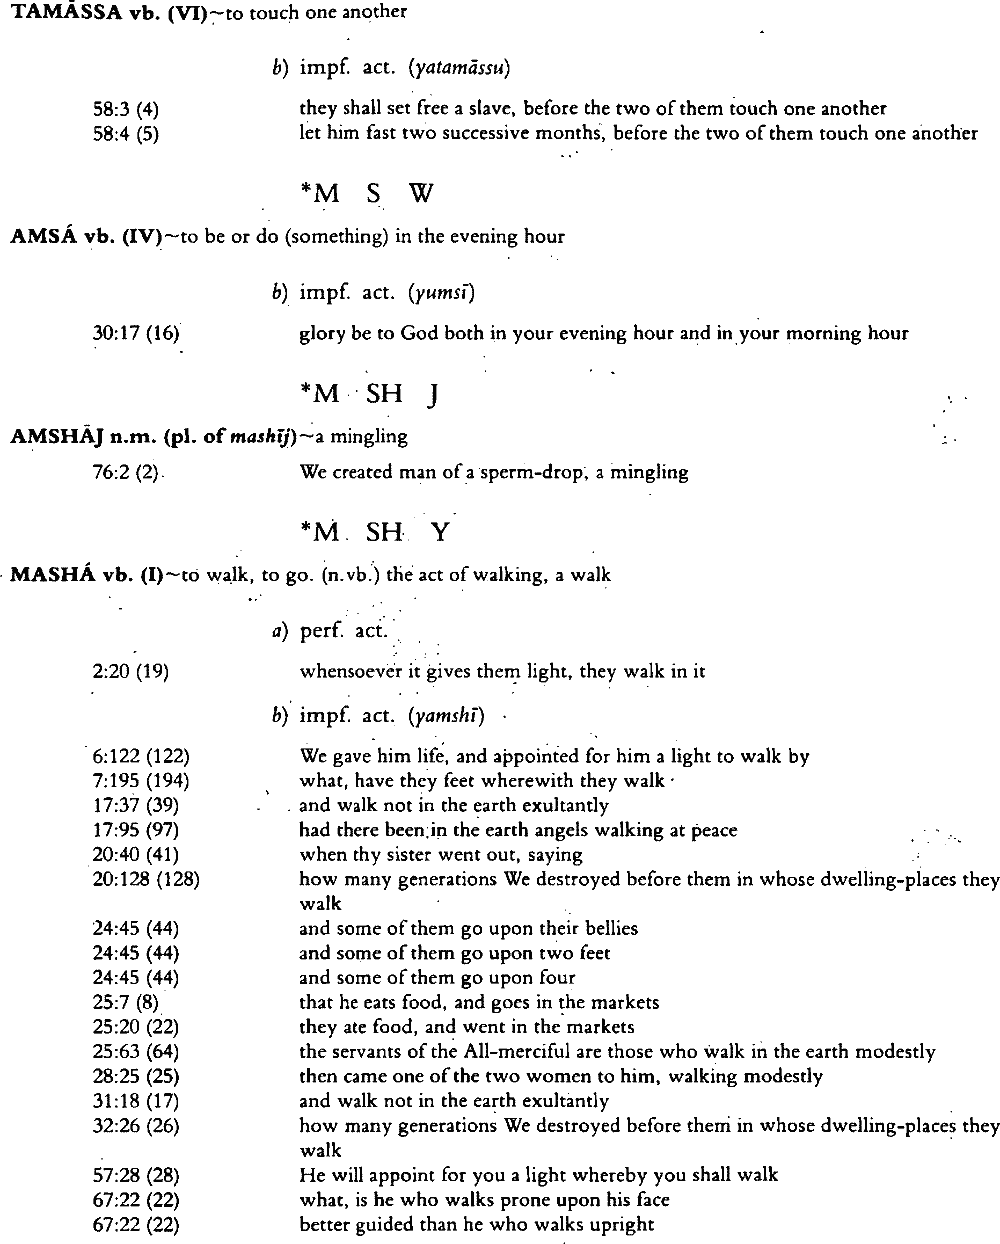 TAMĀSSA vb. (VI)~to touch one another
b) impf. act. (yatamāssu)
58:3 (4) they shall set free a slave, before the two of them touch one another
58:4 (5) let him fast two successive months, before the two of them touch one another
*M S W
AMSÁ vb. (IV)~to be or do (something) in the evening hour
b) impf. act. (yumsī)
30:17 (16) glory be to God both in your evening hour and in your morning hour
*M SH J
AMSHĀJ n.m. (pl. of mashīj)~a mingling
76:2 (2) We created man of a sperm-drop, a mingling
*M SH Y
MASHÁ vb. (I)~to walk, to go. (n.vb.) the act of walking, a walk
a) perf. act.
2:20 (19) whensoever it gives them light, they walk in it
b) impf. act. (yamshī)
6:122 (122) We gave him life, and appointed for him a light to walk by
7:195 (194) what, have they feet wherewith they walk
17:37 (39) and walk not in the earth exultantly
17:95 (97) had there been in the earth angels walking at peace
20:40 (41) when thy sister went out, saying
20:128 (128) how many generations We destroyed before them in whose dwelling-places they
walk
24:45 (44) and some of them go upon their bellies
24:45 (44) and some of them go upon two feet
24:45 (44) and some of them go upon four
25:7 (8) that he eats food, and goes in the markets
25:20 (22) they ate food, and went in the markets
25:63 (64) the servants of the All-merciful are those who walk in the earth modestly
28:25 (25) then came one of the two women to him, walking modestly
31:18 (17) and walk not in the earth exultantly
32:26 (26) how many generations We destroyed before them in whose dwelling-places they
walk
57:28 (28) He will appoint for you a light whereby you shall walk
67:22 (22) what, is he who walks prone upon his face
67:22 (22) better guided than he who walks upright